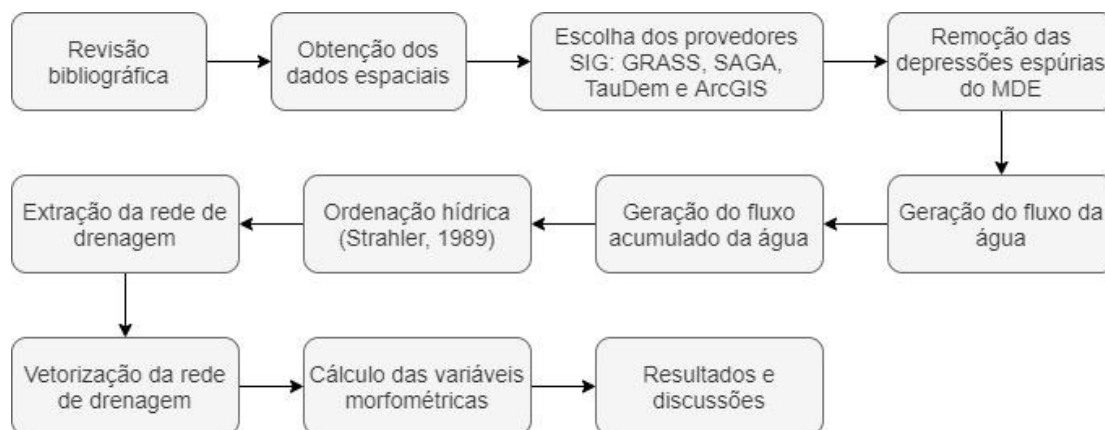 Revisão
bibliográfica
Obtenção dos
dados espaciais
Escolha dos provedores
SIG: GRASS, SAGA,
TauDem e ArcGIS
Remoção das
depressões espúrias
do MDE
Geração do fluxo da
água
Geração do fluxo
acumulado da água
Ordenação hídrica
(Strahler, 1989)
Extração da rede de
drenagem
Vetorização da rede
de drenagem
Cálculo das variáveis
morfométricas
Resultados e
discussões